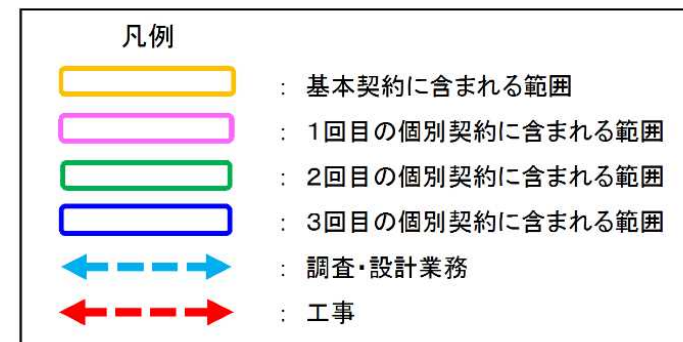 凡例
: 基本契約に含まれる範囲
: 1回目の個別契約に含まれる範囲
: 2回目の個別契約に含まれる範囲
: 3回目の個別契約に含まれる範囲
: 調査・設計業務
: 工事